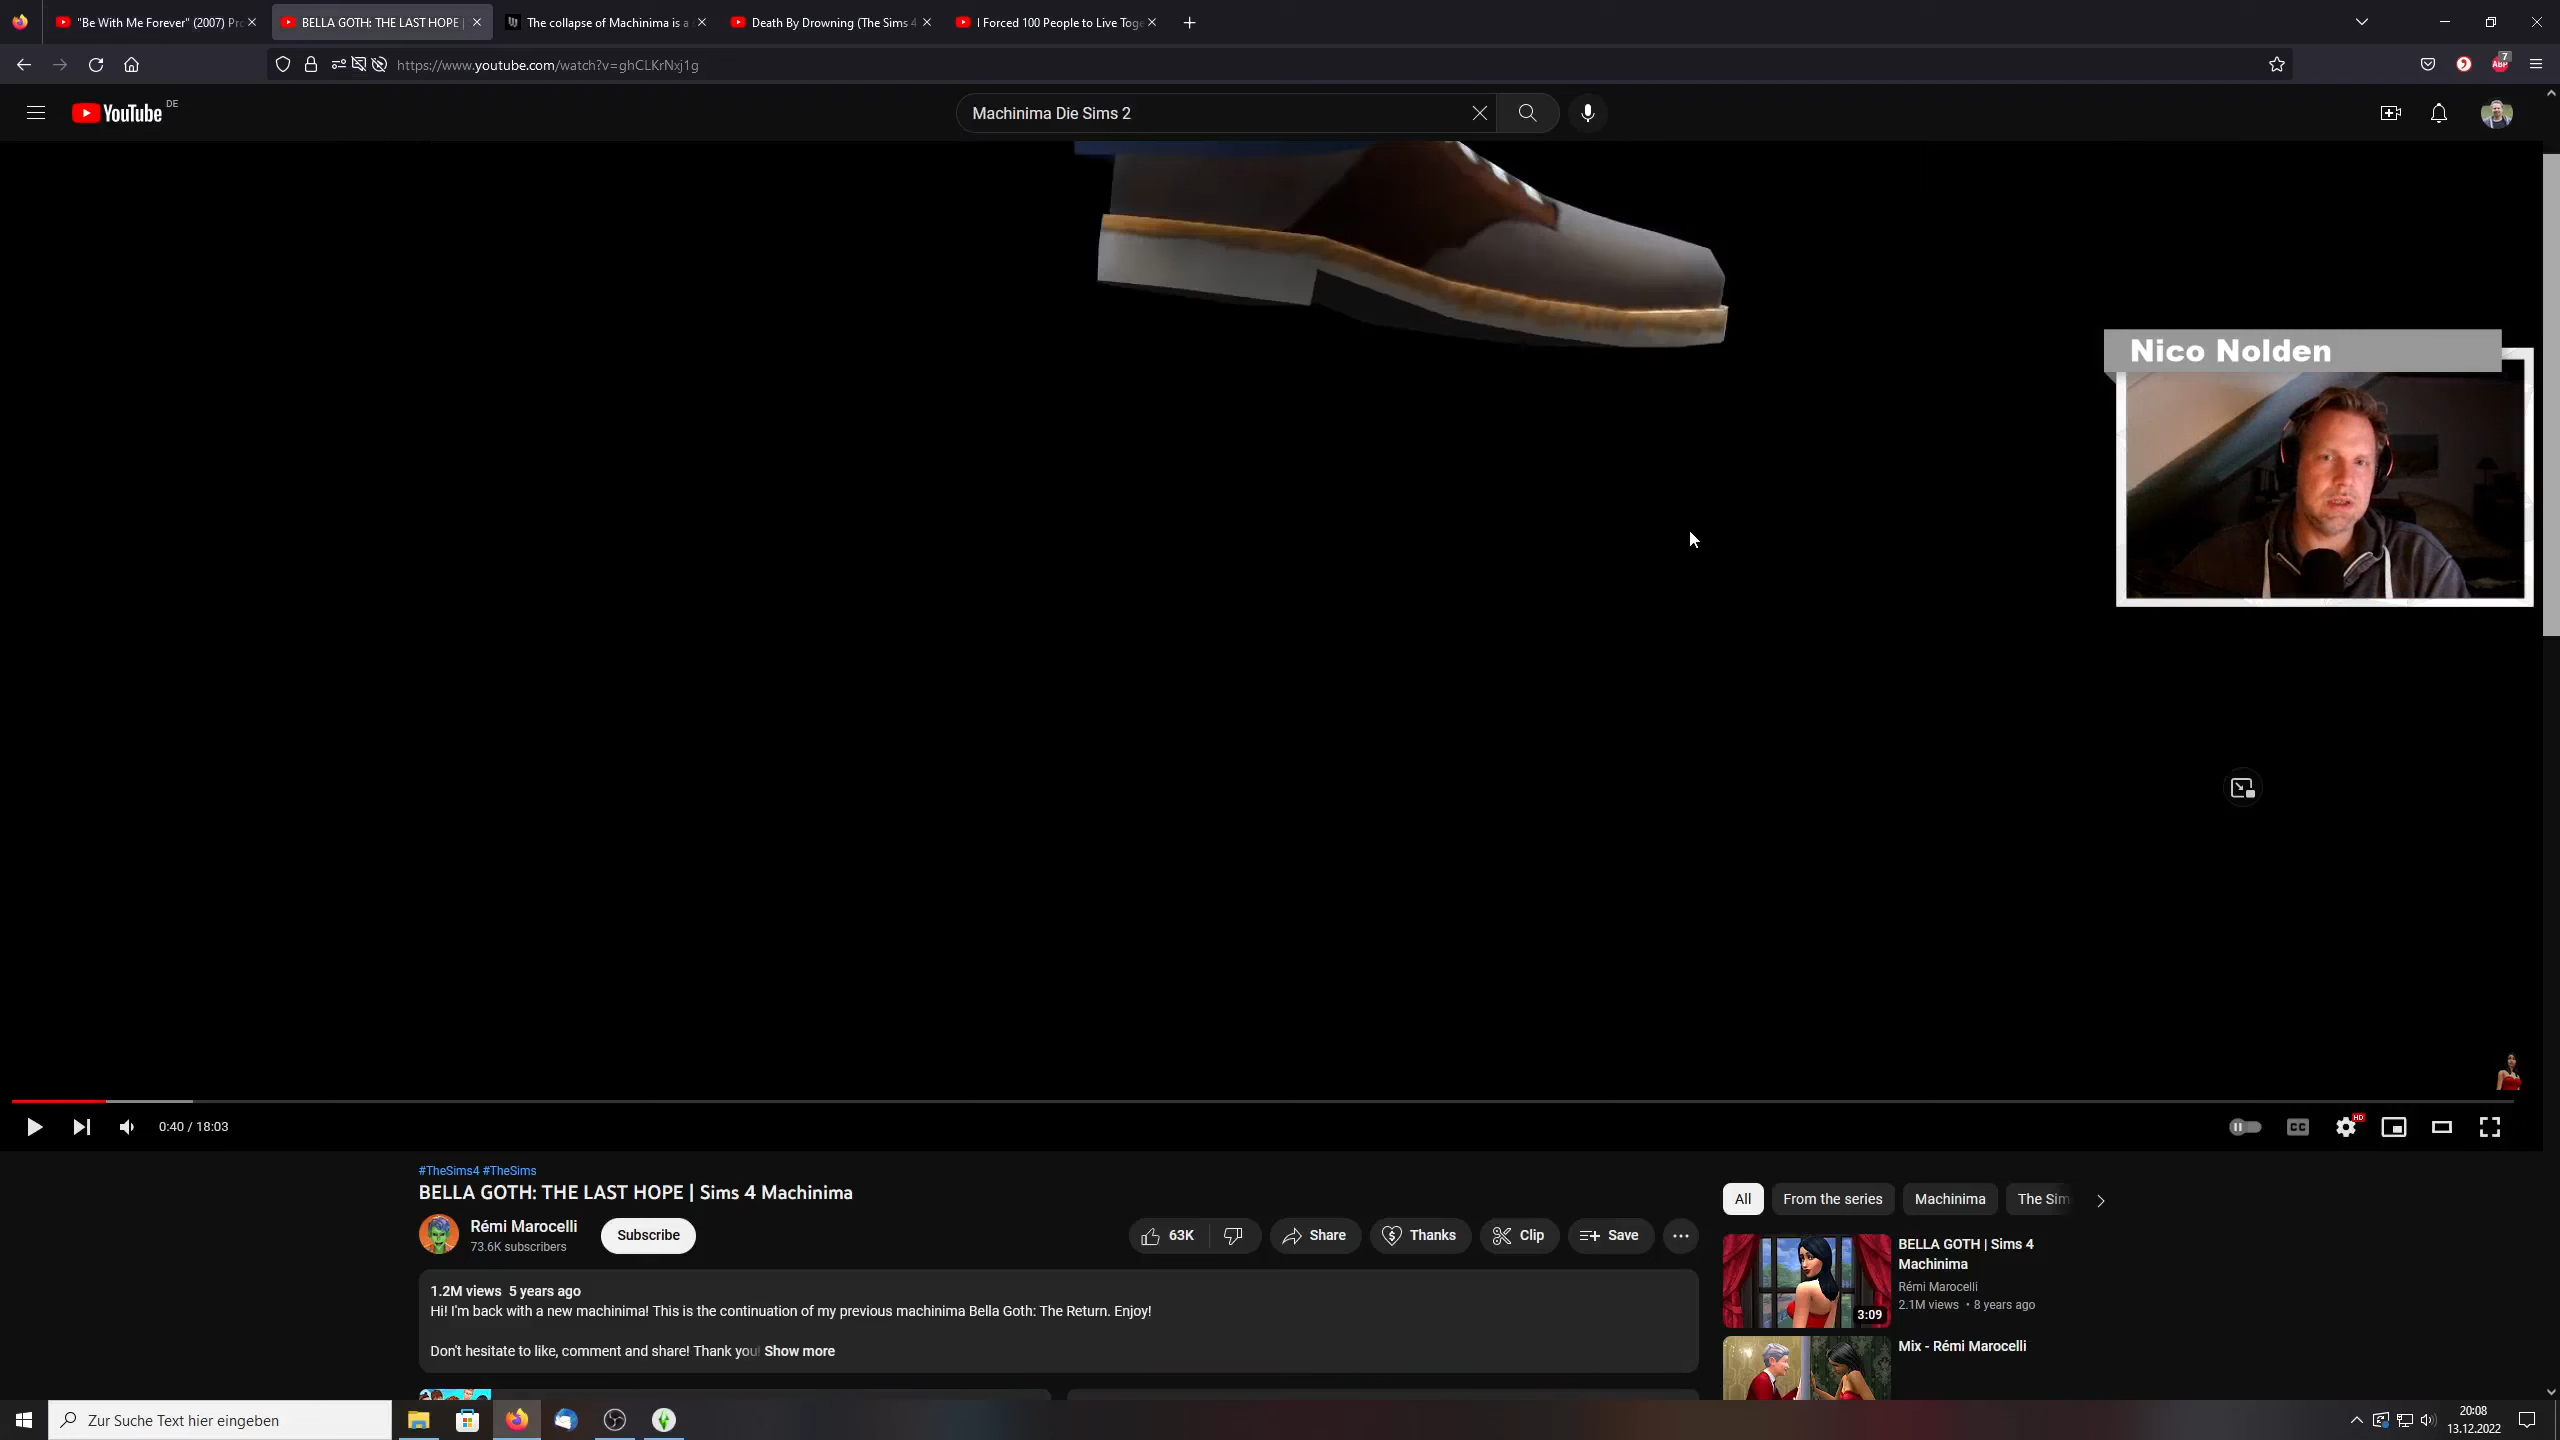 "Be With Me Forever" (2007) Pr
BELLA GOTH: THE LAST HOPE |
The collapse of Machinima is a
Death By Drowning (The Sims 4
I Forced 100 People to Live Toge
https://www.youtube.com/watch?v=ghCLKrNxj1g
ABP
7
YouTube
DE
Machinima Die Sims 2
Nico Nolden
0:40 / 18:03
CC
HD
#TheSims4 #TheSims
BELLA GOTH: THE LAST HOPE | Sims 4 Machinima
Rémi Marocelli
73.6K subscribers
Subscribe
63K
Share
Thanks
Clip
Save
1.2M views 5 years ago
Hi! I'm back with a new machinima! This is the continuation of my previous machinima Bella Goth: The Return. Enjoy!
Don't hesitate to like, comment and share! Thank you! Show more
All
From the series
Machinima
The Sim
BELLA GOTH | Sims 4
Machinima
Rémi Marocelli
2.1M views • 8 years ago
3:09
Mix - Rémi Marocelli
Zur Suche Text hier eingeben
20:08
13.12.2022